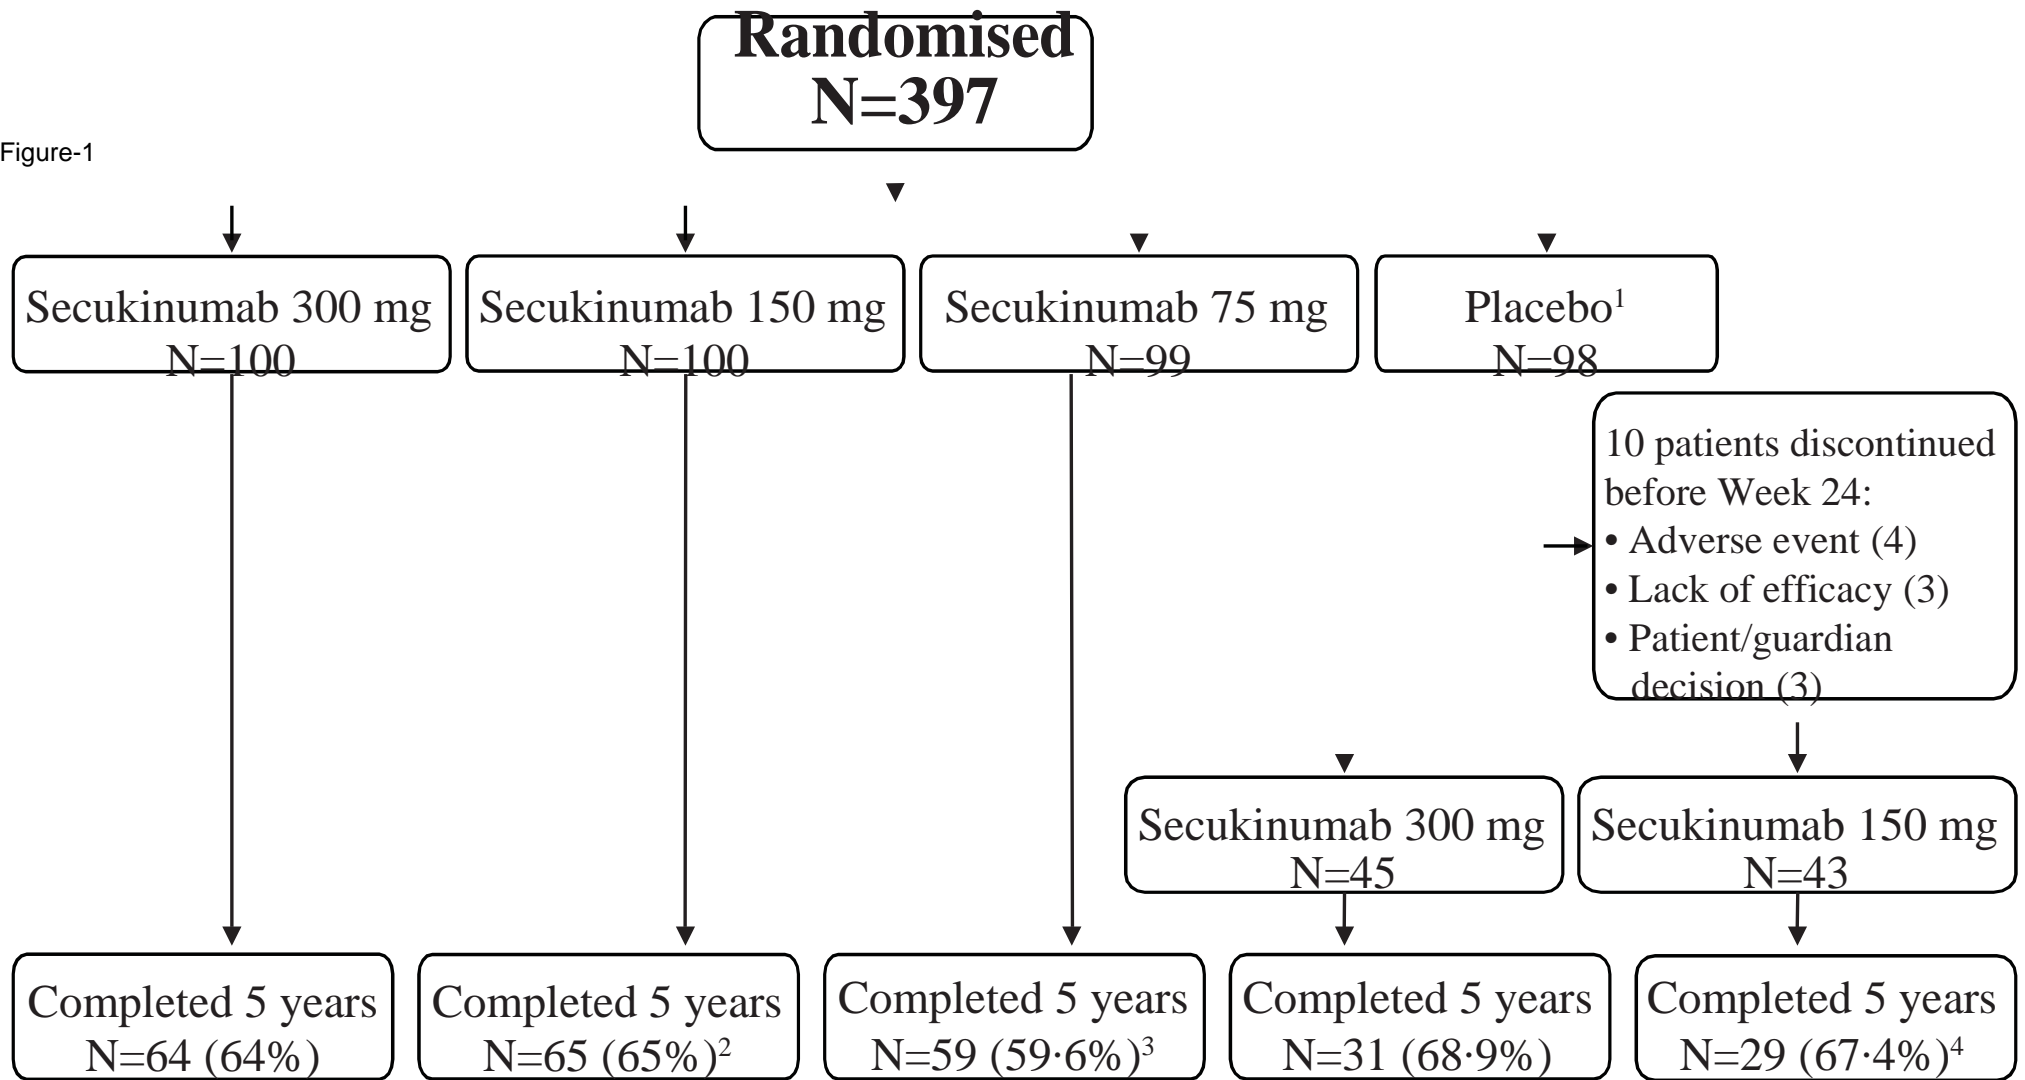 Randomised
N=397
Figure-1
Secukinumab 300 mg
N=100
Secukinumab 150 mg
N=100
Secukinumab 75 mg
N=99
Placebo¹
N=98
10 patients discontinued
before Week 24:
• Adverse event (4)
• Lack of efficacy (3)
• Patient/guardian
decision (3)
Secukinumab 300 mg
N=45
Secukinumab 150 mg
N=43
Completed 5 years
N=64 (64%)
Completed 5 years
N=65 (65%)²
Completed 5 years
N=59 (59·6%)³
Completed 5 years
N=31 (68·9%)
Completed 5 years
N=29 (67·4%)⁴